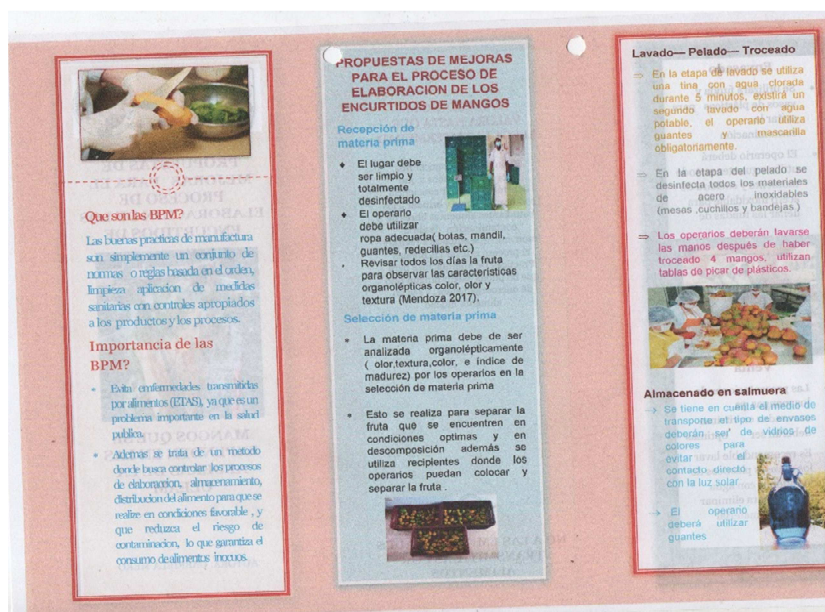 Que son las BPM?
Las buenas practicas de manufactura
son simplemente un conjunto de
normas o reglas basada en el orden,
limpieza aplicacion de medidas
sanitarias con controles apropiados
a los productos y los procesos.
Importancia de las
BPM?
Evita emfermedades transmitidas
por alimentos (ETAS), ya que es un
problema importante en la salud
publica.
Ademas se trata de un metodo
donde busca controlar los procesos
de elaboraccion, almacenamiento,
distribucion del alimento para que se
realize en condiciones favorable , y
que reduzca el riesgo de
contaminacion, lo que garantiza el
consumo de alimentos inocuos.
PROPUESTAS DE MEJORAS
PARA EL PROCESO DE
ELABORACION DE LOS
ENCURTIDOS DE MANGOS
Recepción de
materia prima
El lugar debe
ser limpio y
totalmente
desinfectado
El operario
debe utilizar
ropa adecuada( botas, mandil,
guantes, redecillas etc.)
Revisar todos los días la fruta
para observar las características
organolépticas color, olor y
textura (Mendoza 2017).
Selección de materia prima
La materia prima debe de ser
analizada organolépticamente
( olor,textura,color, e índice de
madurez) por los operarios en la
selección de materia prima
Esto se realiza para separar la
fruta que se encuentren en
condiciones optimas y en
descomposición además se
utiliza recipientes donde los
operarios puedan colocar y
separar la fruta .
Lavado— Pelado— Troceado
⇒ En la etapa de lavado se utiliza
una tina con agua clorada
durante 5 minutos, existirá un
segundo lavado con agua
potable, el operario utiliza
guantes y mascarilla
obligatoriamente.
⇒ En la etapa del pelado se
desinfecta todos los materiales
de acero inoxidables
(mesas ,cuchillos y bandejas )
⇒ Los operarios deberán lavarse
las manos después de haber
troceado 4 mangos, utilizan
tablas de picar de plásticos.
Almacenado en salmuera
Se tiene en cuenta el medio de
transporte el tipo de envases
deberán ser de vidrios de
colores para
evitar el
contacto directo
con la luz solar
El operario
deberá utilizar
guantes